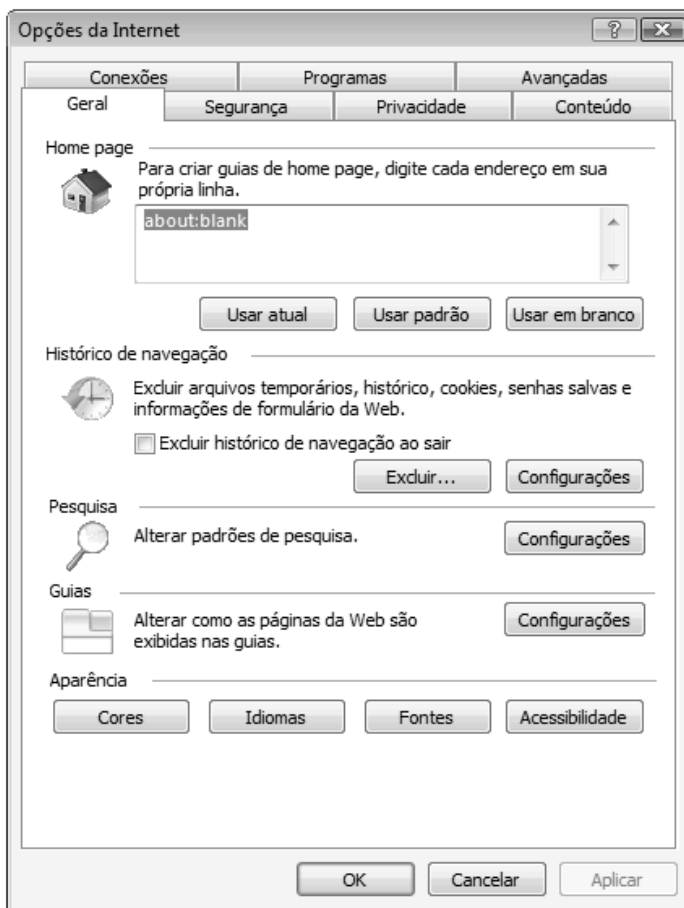 Opções da Internet
Conexões Programas Avançadas
Geral Segurança Privacidade Conteúdo
Home page
Para criar guias de home page, digite cada endereço em sua
própria linha.
about:blank
Usar atual Usar padrão Usar em branco
Histórico de navegação
Excluir arquivos temporários, histórico, cookies, senhas salvas e
informações de formulário da Web.
Excluir histórico de navegação ao sair
Excluir... Configurações
Pesquisa
Alterar padrões de pesquisa.
Configurações
Guias
Alterar como as páginas da Web são
exibidas nas guias.
Configurações
Aparência
Cores Idiomas Fontes Acessibilidade
OK Cancelar Aplicar